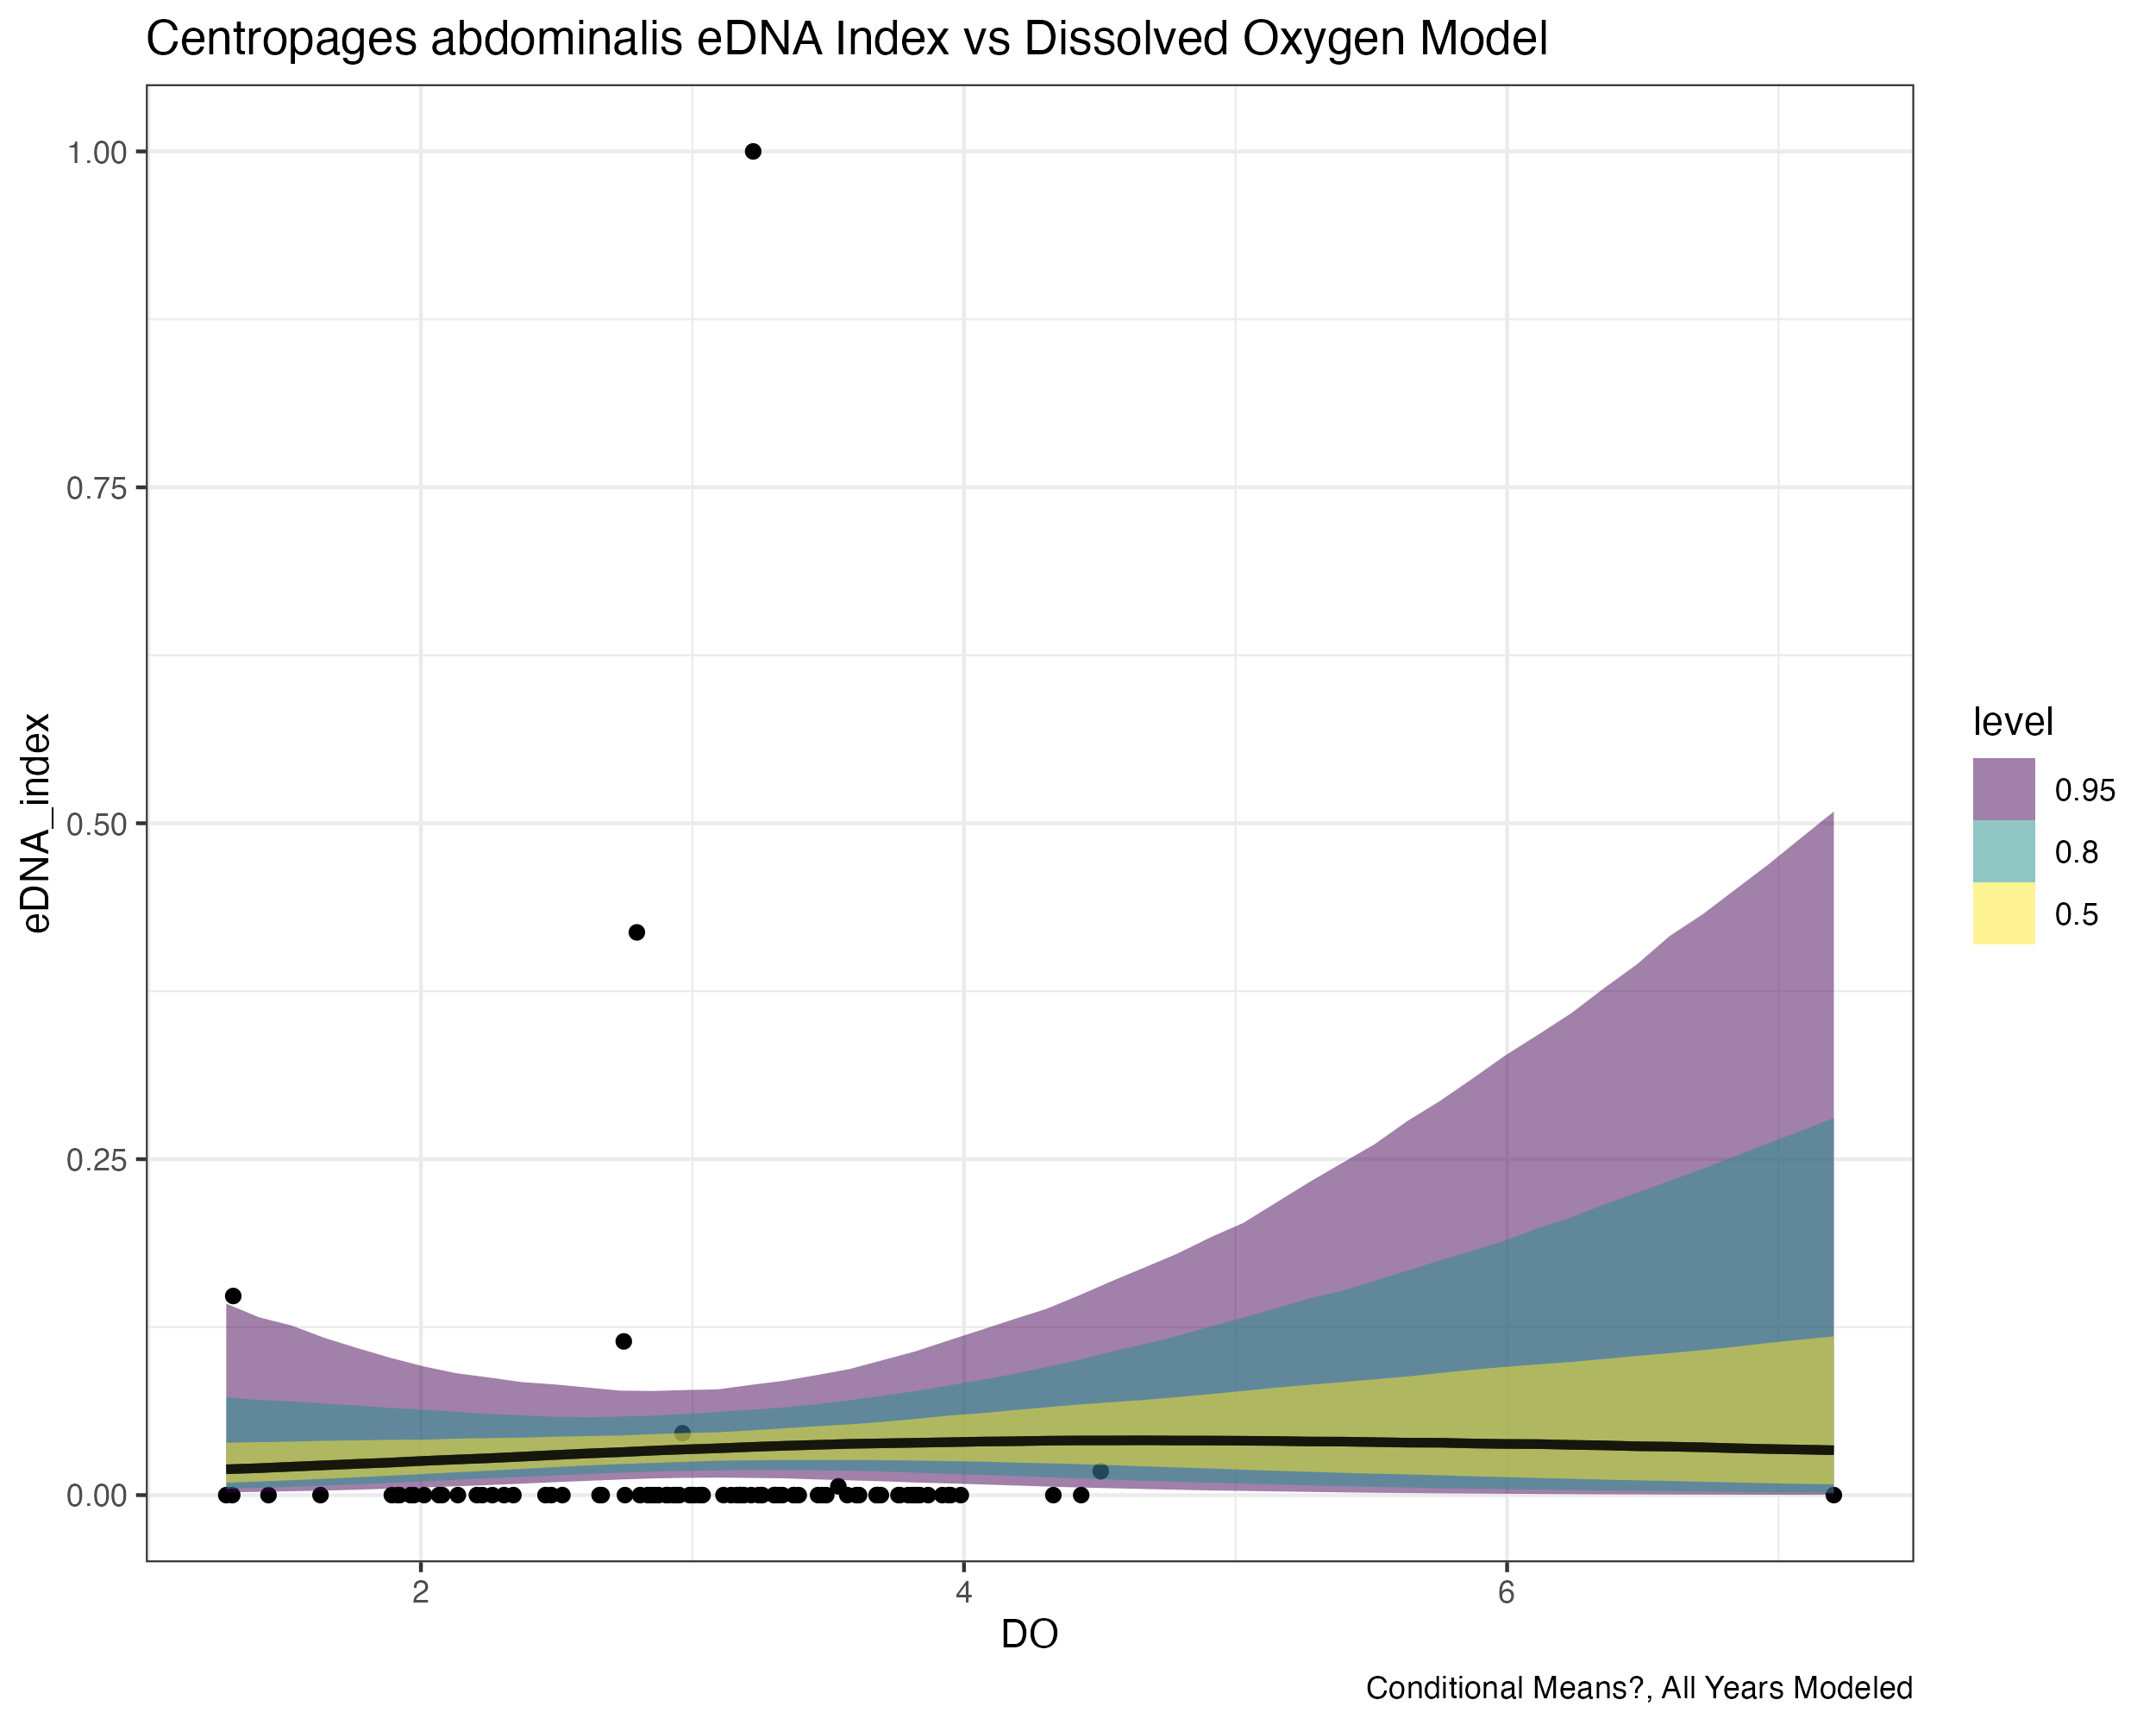 Centropages abdominalis eDNA Index vs Dissolved Oxygen Model
1.00
0.75
0.50
0.25
0.00
eDNA_index
2
4
6
DO
level
0.95
0.8
0.5
Conditional Means?, All Years Modeled